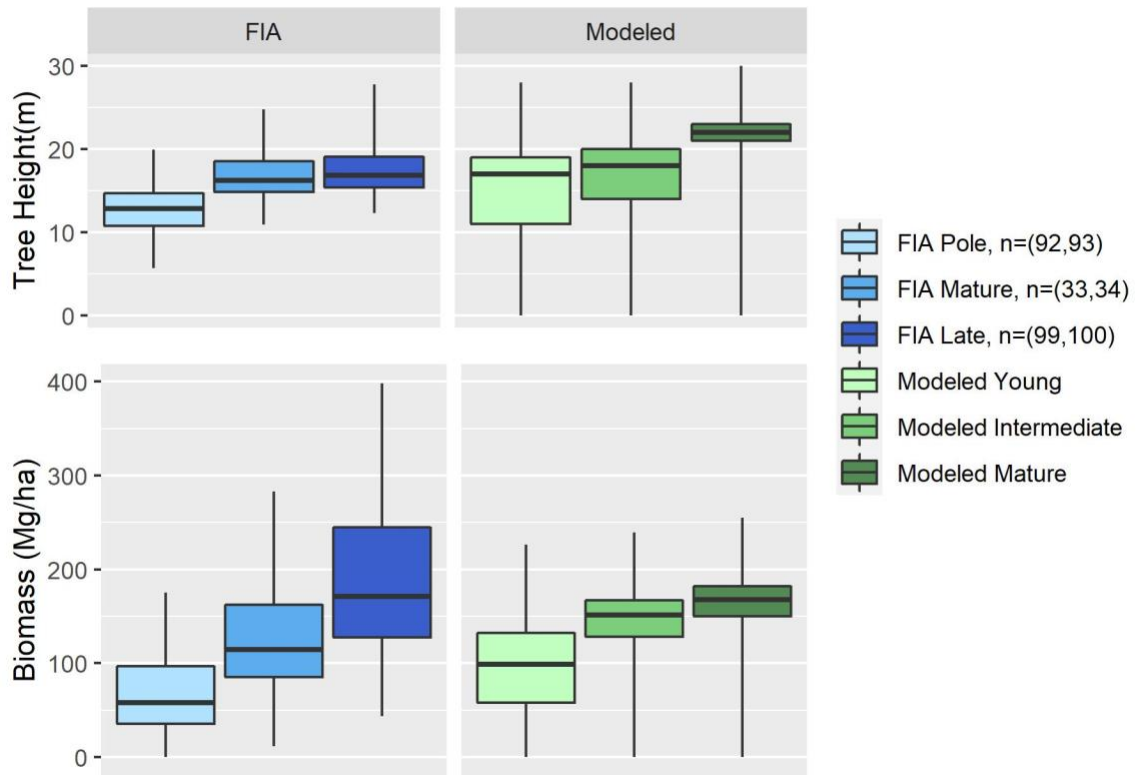 FIA
Modeled
Tree Height(m)
30
20
10
0
Biomass (Mg/ha)
400
300
200
100
0
FIA Pole, n=(92,93)
FIA Mature, n=(33,34)
FIA Late, n=(99,100)
Modeled Young
Modeled Intermediate
Modeled Mature